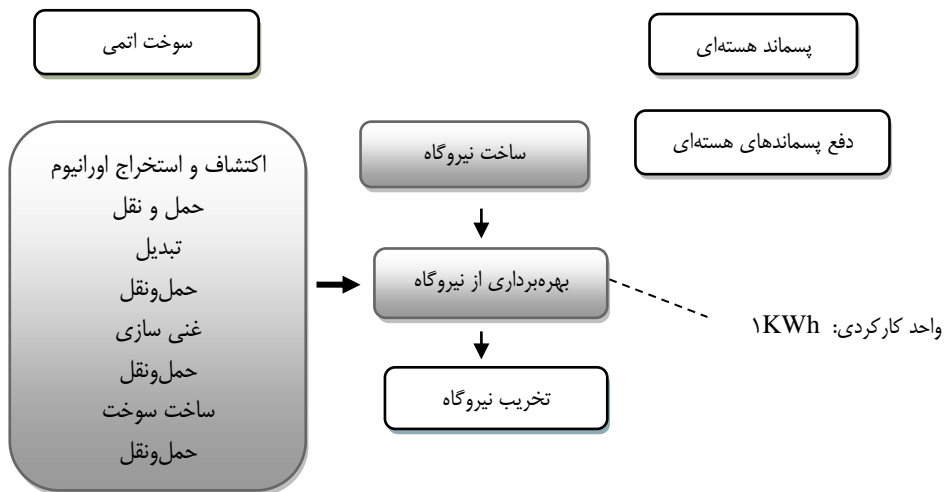 سوخت اتمی
پسماند هسته‌ای
دفع پسماندهای هسته‌ای
ساخت نیروگاه
اکتشاف و استخراج اورانیوم
حمل و نقل
تبدیل
حمل‌ونقل
غنی سازی
حمل‌ونقل
ساخت سوخت
حمل‌ونقل
بهره‌برداری از نیروگاه
واحد کارکردی: ۱KWh
تخریب نیروگاه